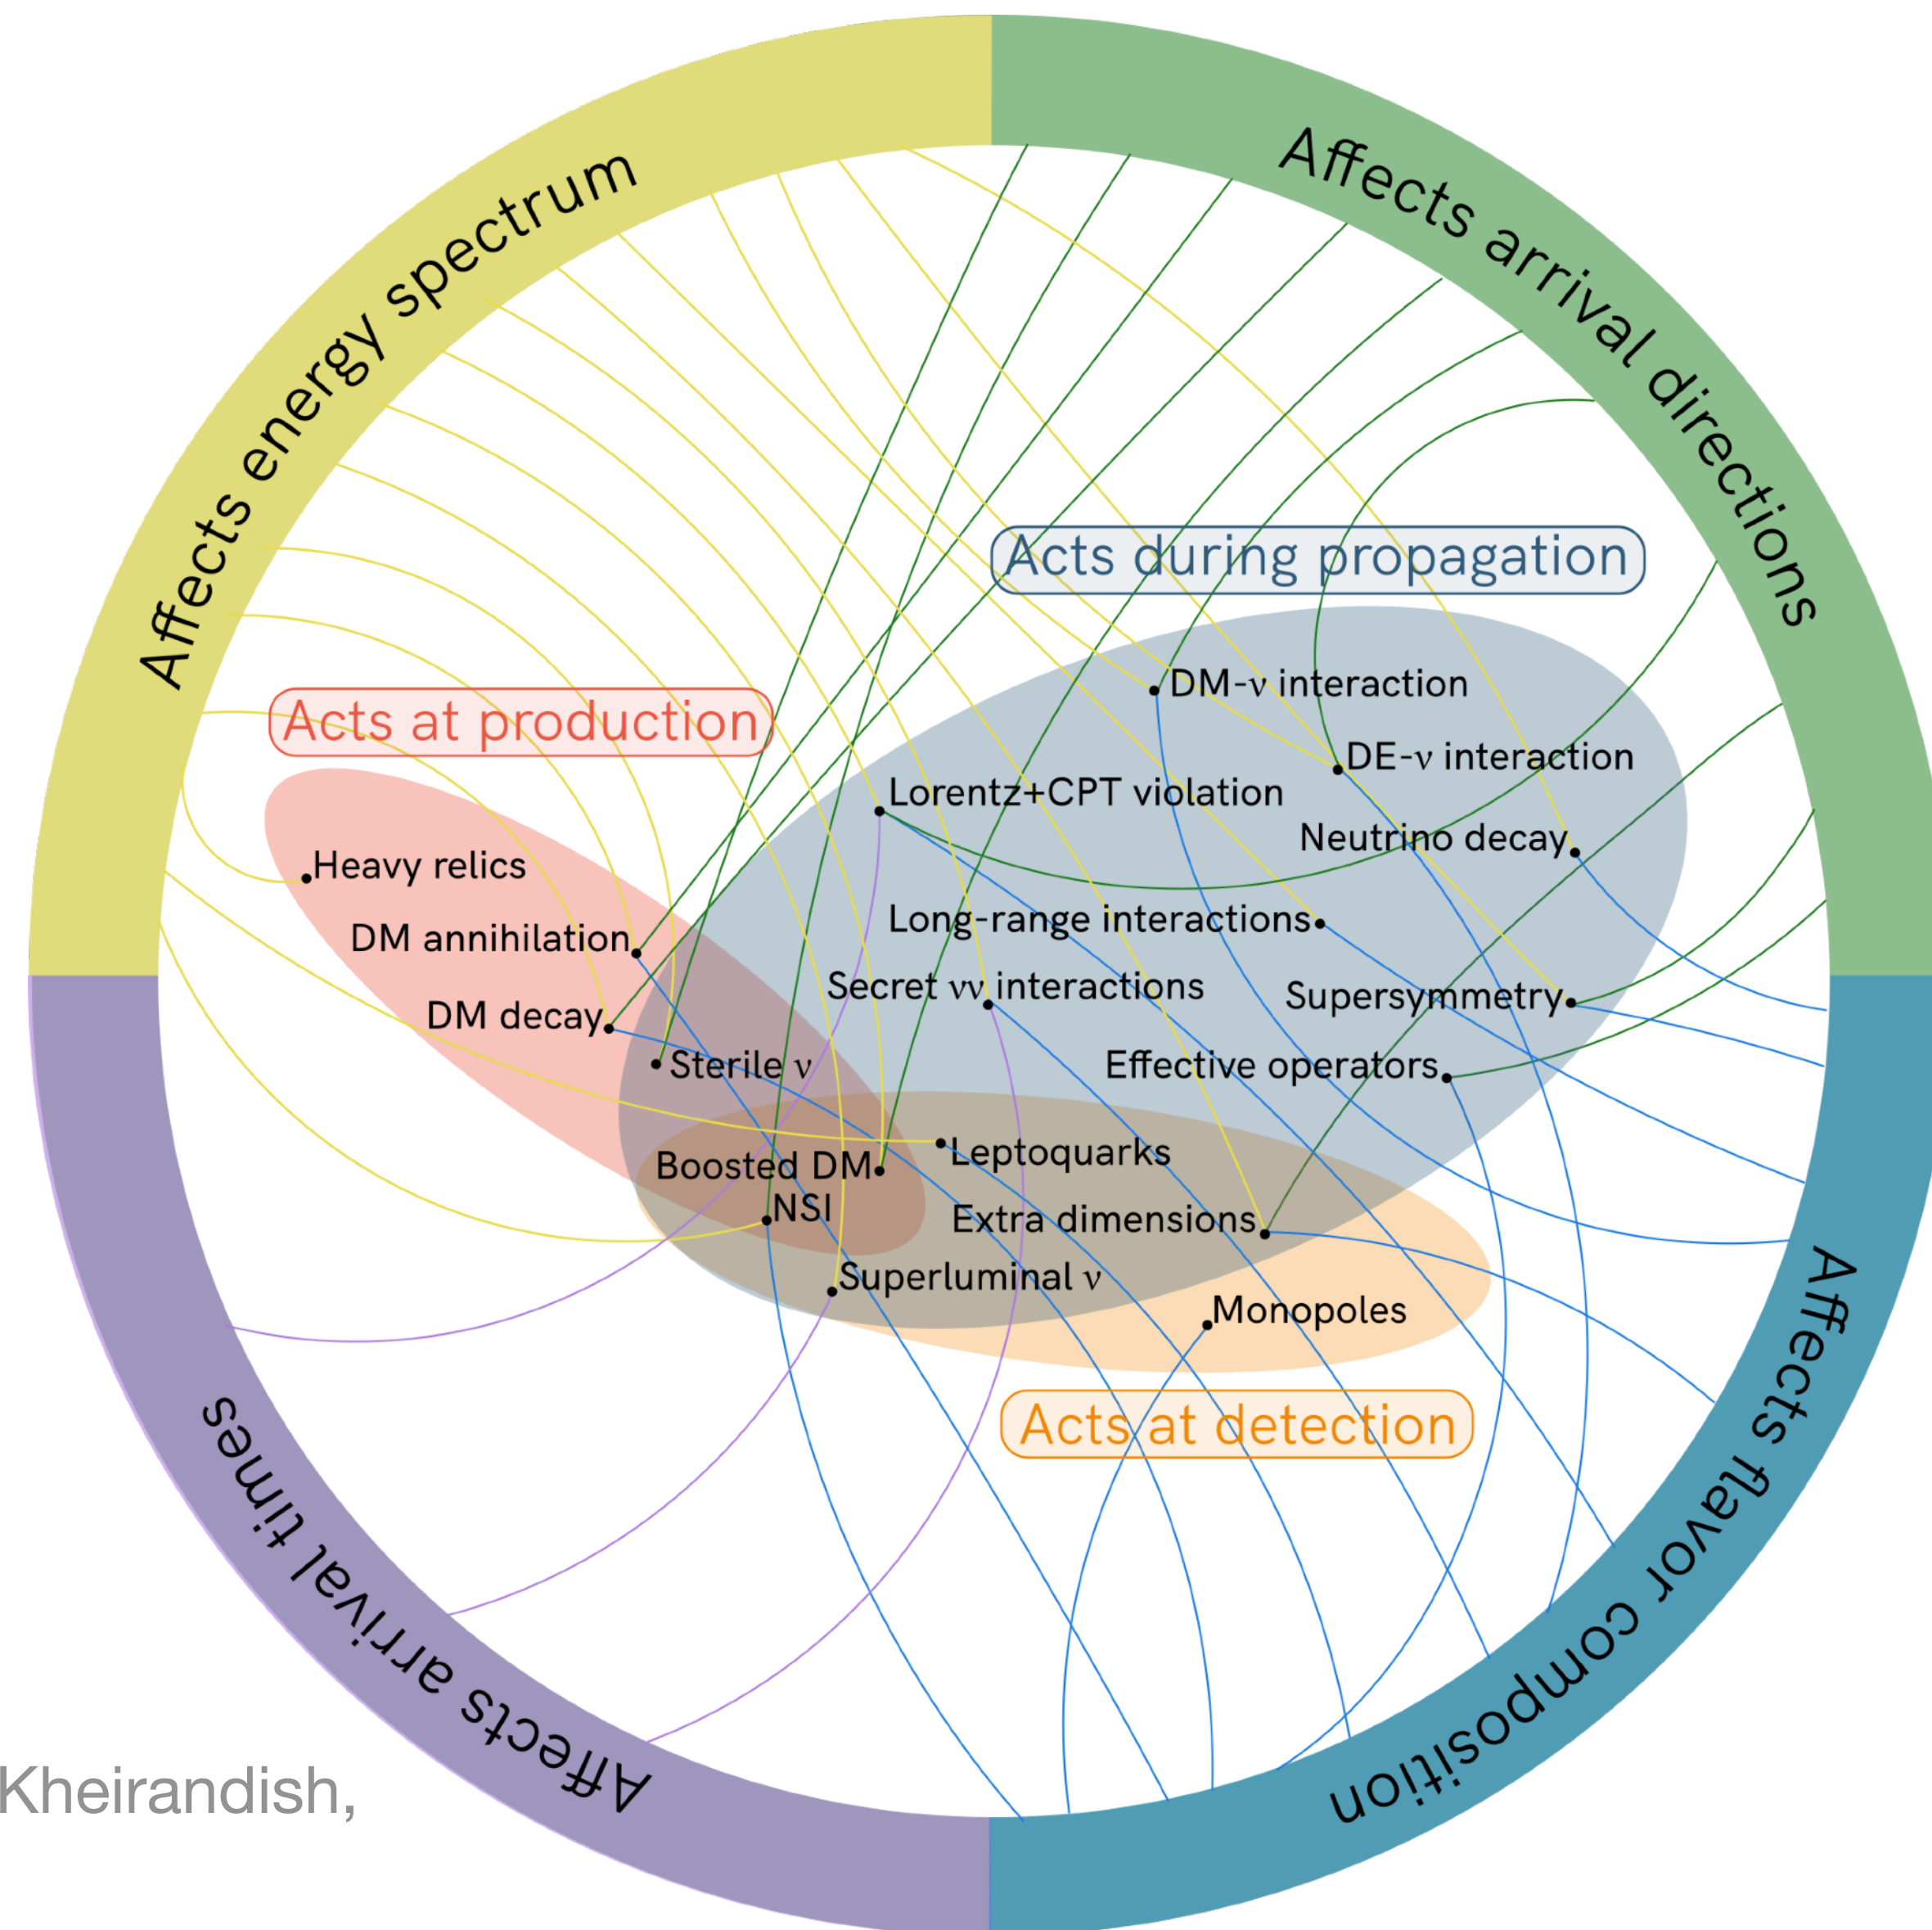 Affects energy spectrum
Affects arrival directions
Acts during propagation
DM-ν interaction
Acts at production
DE-ν interaction
Lorentz+CPT violation
Neutrino decay
Heavy relics
Long-range interactions
DM annihilation
Secret νν interactions
Supersymmetry
DM decay
Sterile ν
Effective operators
Leptoquarks
Boosted DM
NSI
Extra dimensions
Superluminal ν
Monopoles
Acts at detection
Affects arrival times
Affects flavor composition
Kheirandish,